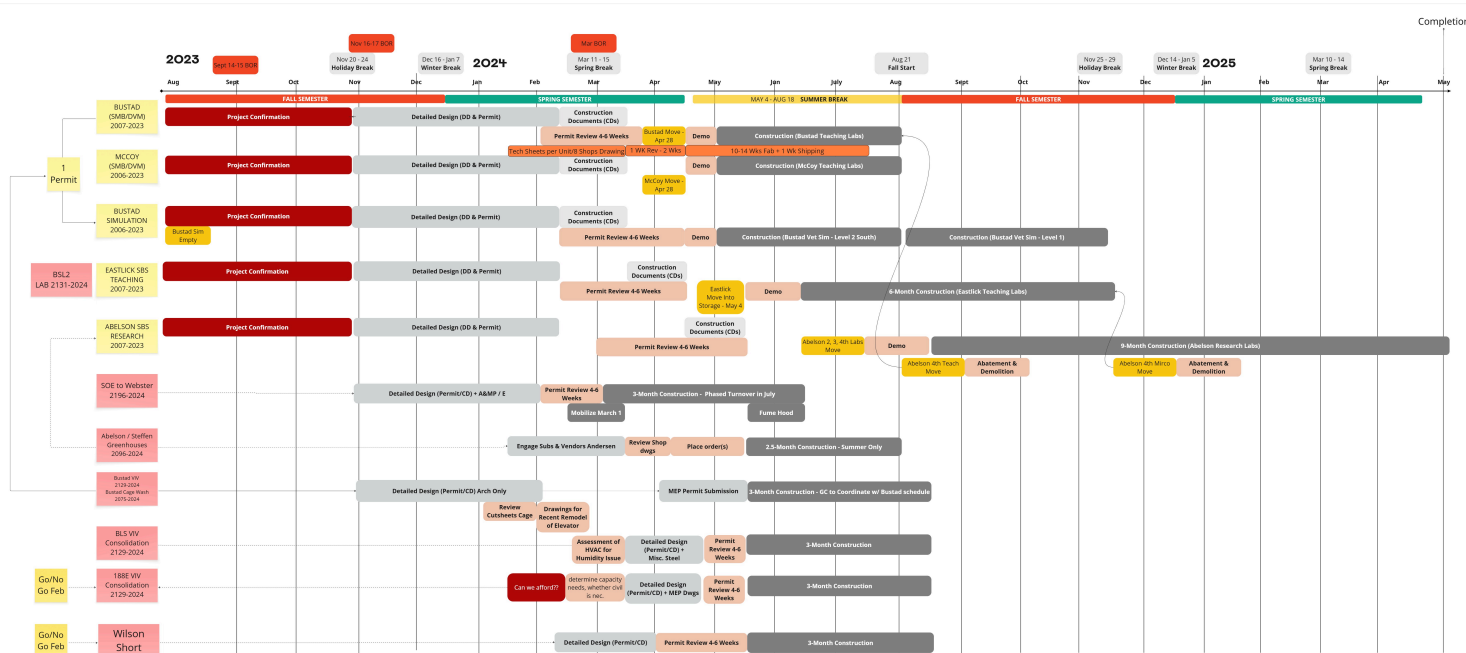 Completion
Nov 16-17 BOR
Mar BOR
2023
Sept 14-15 BOR
Nov 20 - 24
Holiday Break
Dec 16 - Jan 7
Winter Break
2024
Mar 11 - 15
Spring Break
Aug 21
Fall Start
Nov 25 - 29
Holiday Break
Dec 14 - Jan 5
Winter Break
2025
Mar 10 - 14
Spring Break
Aug
Sept
Oct
Nov
Dec
Jan
Feb
Mar
Apr
May
June
July
Aug
Sept
Oct
Nov
Dec
Jan
Feb
Mar
Apr
May
FALL SEMESTER
SPRING SEMESTER
MAY 4 - AUG 18 SUMMER BREAK
FALL SEMESTER
SPRING SEMESTER
BUSTAD
(SMB/DVM)
2007-2023
Project Confirmation
Detailed Design (DD & Permit)
Construction
Documents (CDs)
Permit Review 4-6 Weeks
Bustad Move -
Apr 28
Demo
Construction (Bustad Teaching Labs)
Tech Sheets per Unit/8 Shops Drawing
1 WK Rev - 2 Wks
10-14 Wks Fab + 1 Wk Shipping
1
Permit
MCCOY
(SMB/DVM)
2006-2023
Project Confirmation
Detailed Design (DD & Permit)
Construction
Documents (CDs)
Demo
Construction (McCoy Teaching Labs)
McCoy Move -
Apr 28
BUSTAD
SIMULATION
2006-2023
Project Confirmation
Detailed Design (DD & Permit)
Construction
Documents (CDs)
Bustad Sim
Empty
Permit Review 4-6 Weeks
Demo
Construction (Bustad Vet Sim - Level 2 South)
Construction (Bustad Vet Sim - Level 1)
BSL2
LAB 2131-2024
EASTLICK SBS
TEACHING
2007-2023
Project Confirmation
Detailed Design (DD & Permit)
Construction
Documents (CDs)
Permit Review 4-6 Weeks
Eastlick
Move Into
Storage - May 4
Demo
6-Month Construction (Eastlick Teaching Labs)
ABELSON SBS
RESEARCH
2007-2023
Project Confirmation
Detailed Design (DD & Permit)
Construction
Documents (CDs)
Permit Review 4-6 Weeks
Abelson 2, 3, 4th Labs
Move
Demo
9-Month Construction (Abelson Research Labs)
Abelson 4th Teach
Move
Abatement &
Demolition
Abelson 4th Mirco
Move
Abatement &
Demolition
SOE to Webster
2196-2024
Detailed Design (Permit/CD) + A&MP / E
Permit Review 4-6
Weeks
3-Month Construction - Phased Turnover in July
Mobilize March 1
Fume Hood
Abelson / Steffen
Greenhouses
2096-2024
Engage Subs & Vendors Andersen
Review Shop
dwgs
Place order(s)
2.5-Month Construction - Summer Only
Bustad VIV
2129-2024
Bustad Cage Wash
2075-2024
Detailed Design (Permit/CD) Arch Only
MEP Permit Submission
3-Month Construction - GC to Coordinate w/ Bustad schedule
Review
Cutsheets Cage
Drawings for
Recent Remodel
of Elevator
BLS VIV
Consolidation
2129-2024
Assessment of
HVAC for
Humidity Issue
Detailed Design
(Permit/CD) +
Misc. Steel
Permit
Review 4-6
Weeks
3-Month Construction
Go/No
Go Feb
188E VIV
Consolidation
2129-2024
Can we afford??
determine capacity
needs, whether civil
is nec.
Detailed Design
(Permit/CD) + MEP Dwgs
Permit
Review 4-6
Weeks
3-Month Construction
Go/No
Go Feb
Wilson
Short
Detailed Design (Permit/CD)
Permit Review 4-6 Weeks
3-Month Construction